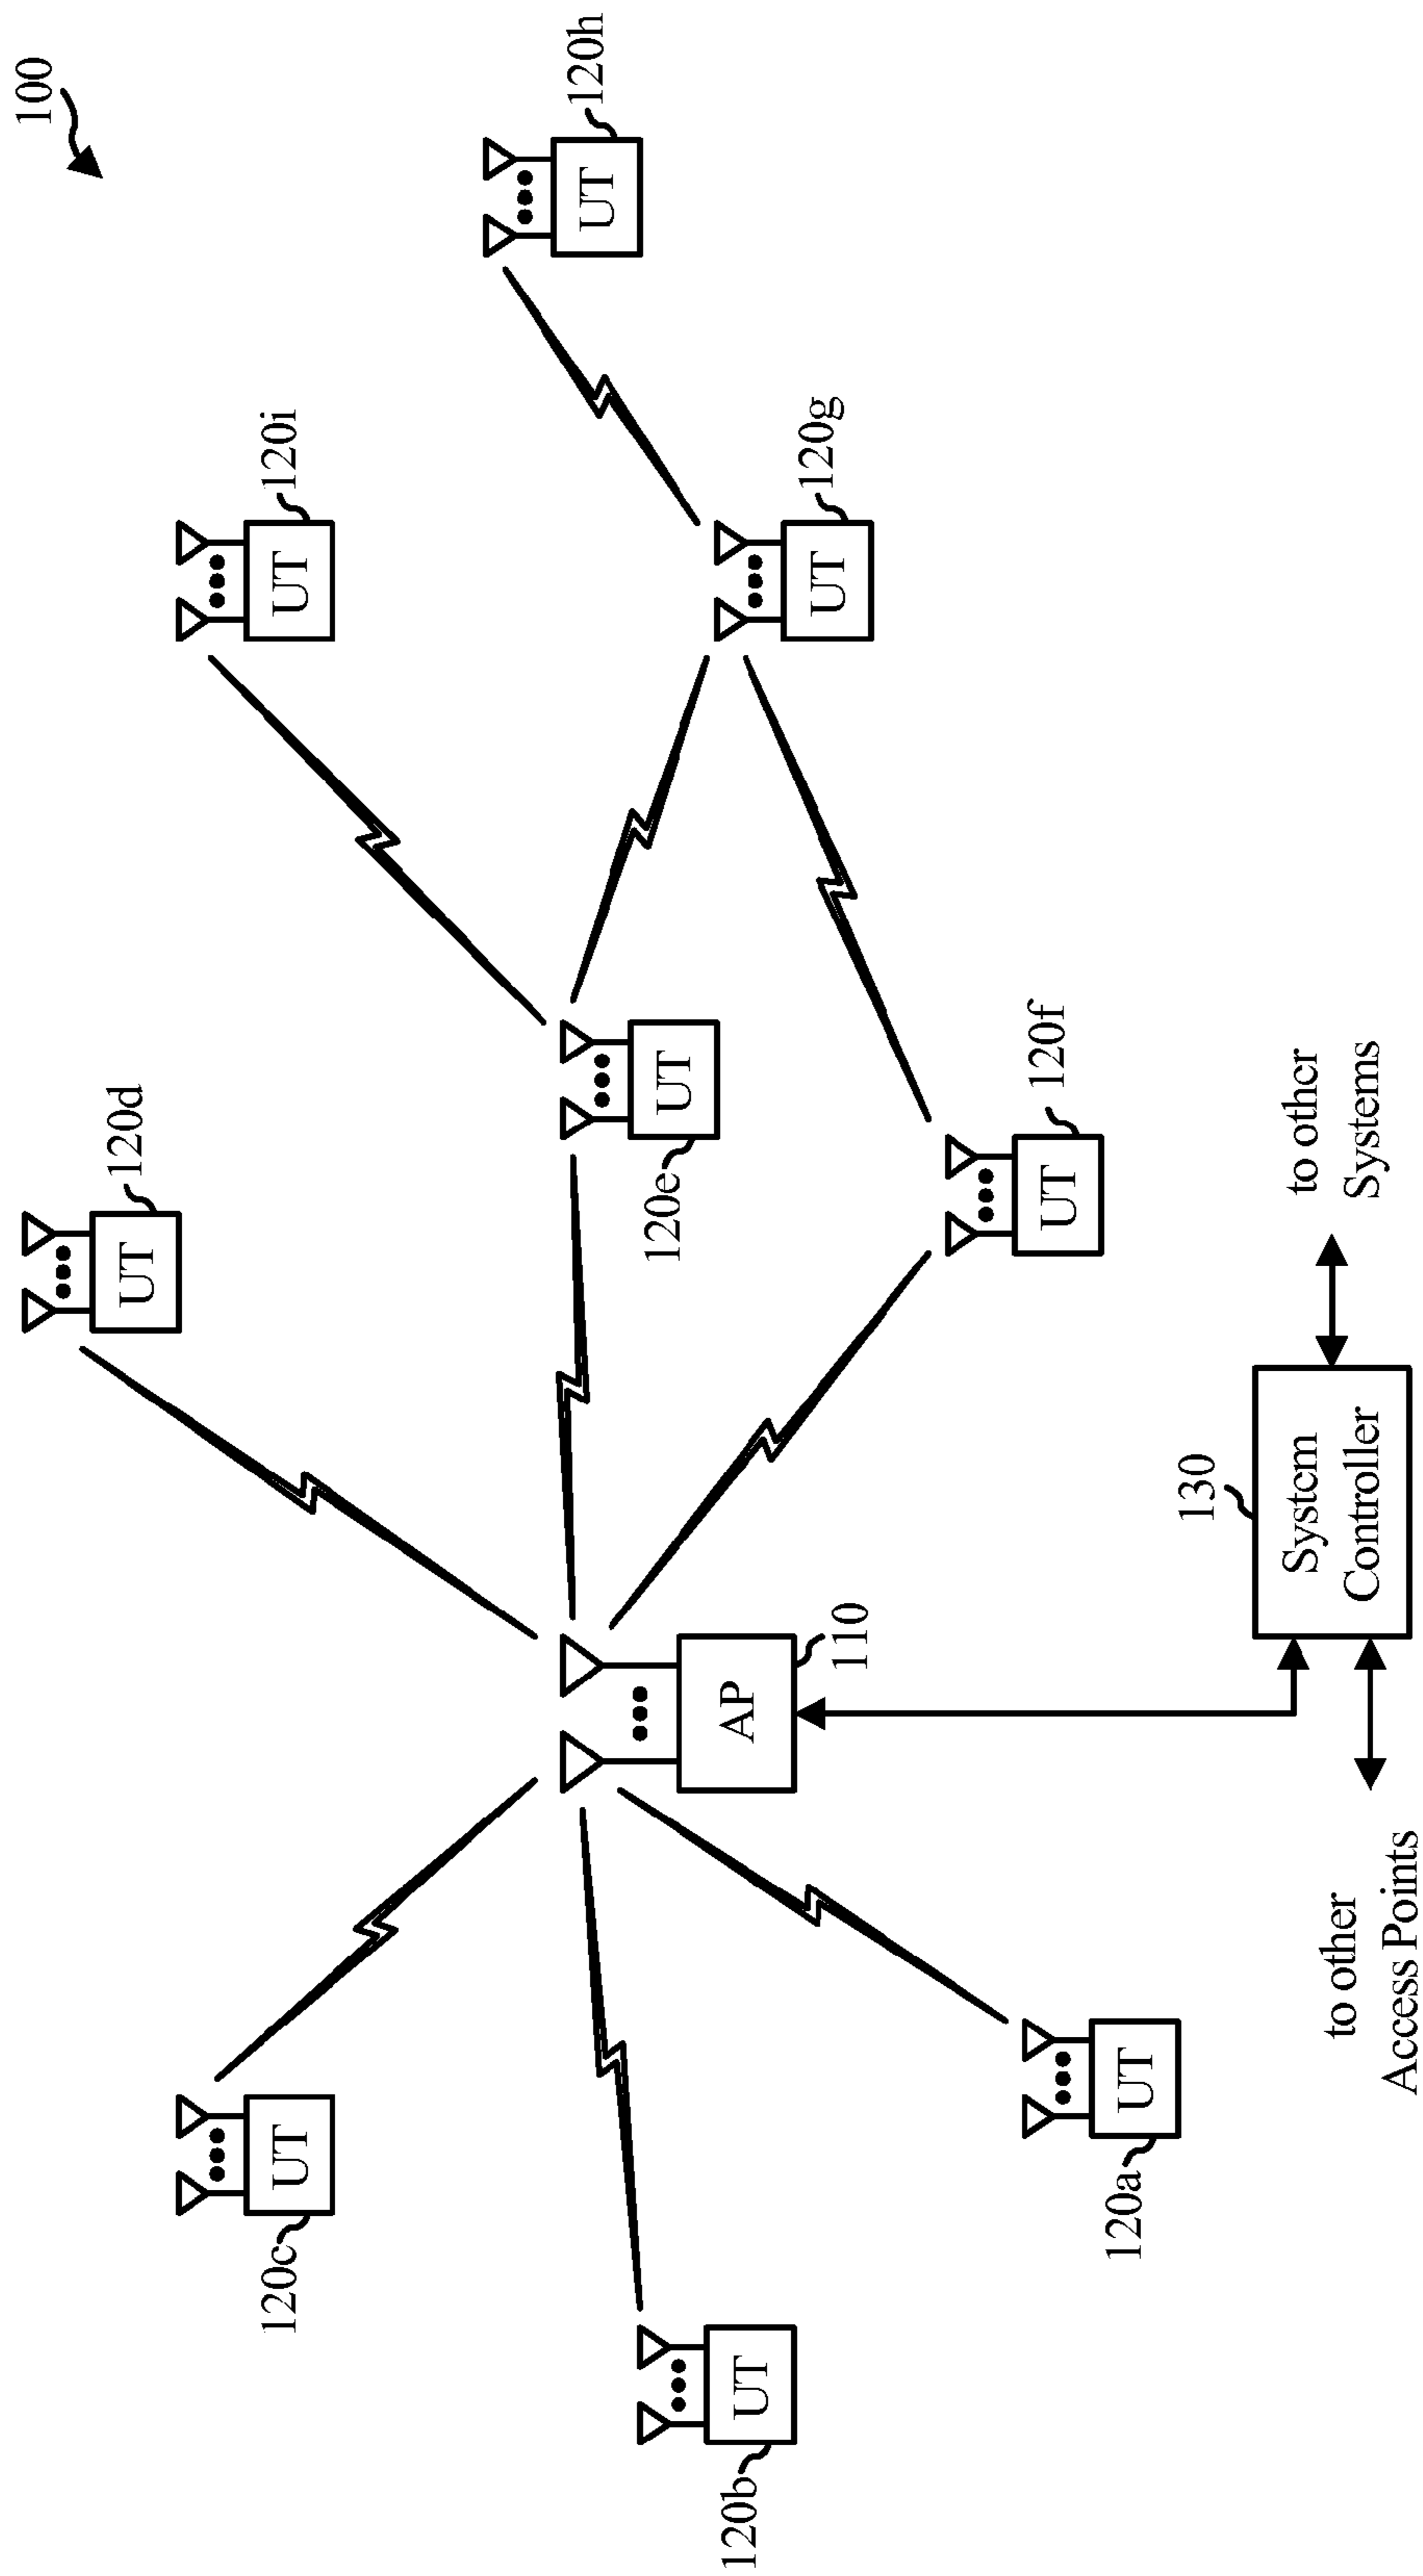 100
120d
UT
120c
UT
UT
120i
UT
120h
120e
UT
AP
110
120b
UT
UT
120g
UT
120f
120a
UT
130
System
Controller
to other
Systems
to other
Access Points